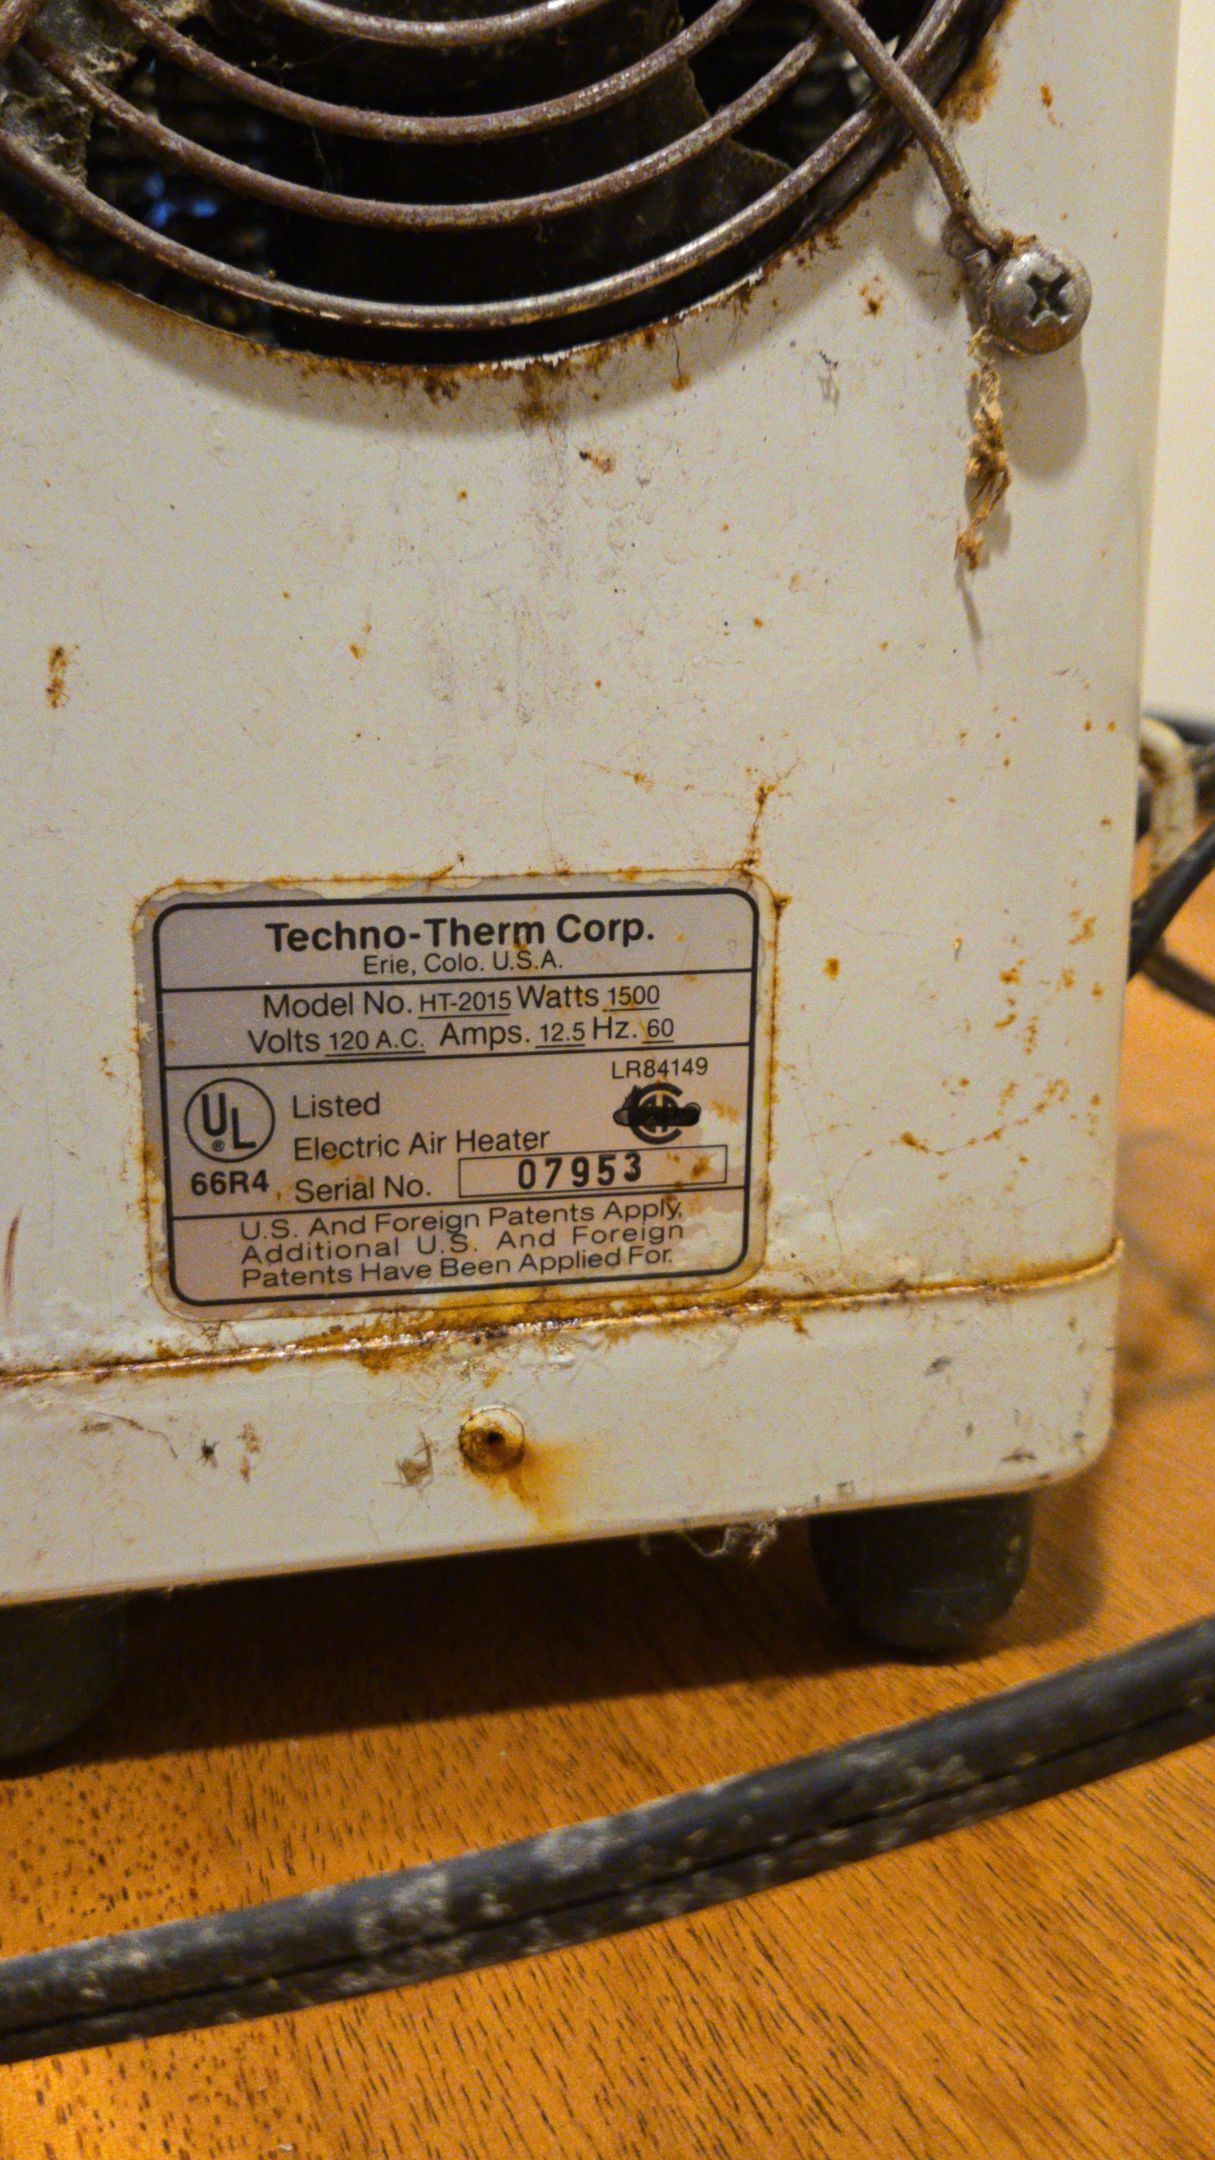 Techno-Therm Corp.
Erie, Colo. U.S.A.
Model No. HT-2015 Watts 1500
Volts 120 A.C. Amps. 12.5 Hz. 60
LR84149
UL
®
Listed
Electric Air Heater
66R4
Serial No. 07953
U.S. And Foreign Patents Apply,
Additional U.S. And Foreign
Patents Have Been Applied For.